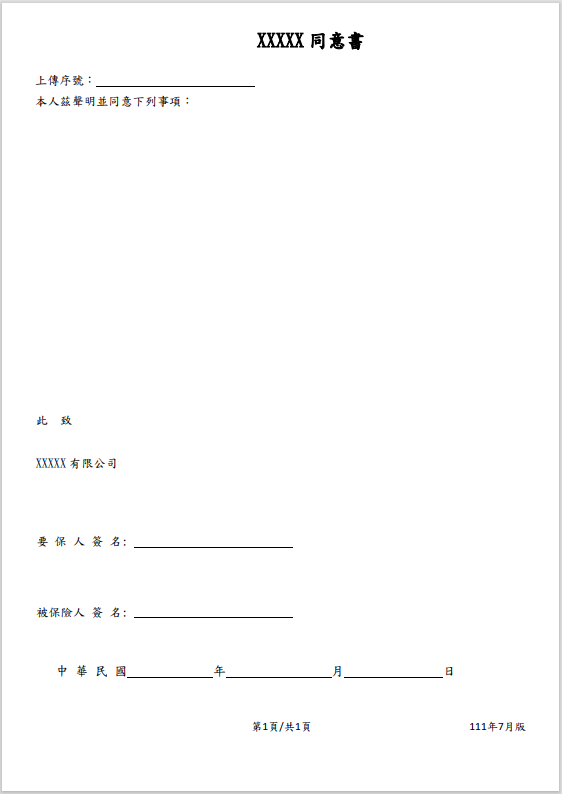 XXXXX 同意書
上傳序號：
本人茲聲明並同意下列事項：
此 致
XXXXX 有限公司
要 保 人 簽 名:
被保險人 簽 名:
中 華 民 國 年 月 日
第1頁/共1頁 111年7月版